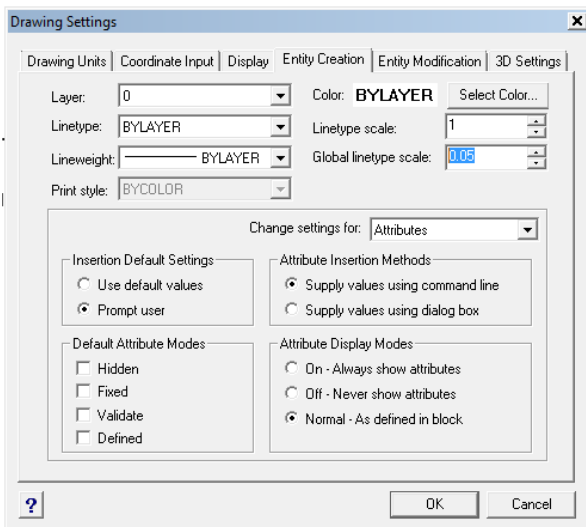 Drawing Settings
Drawing Units Coordinate Input Display Entity Creation Entity Modification 3D Settings
Layer: 0 Color: BYLAYER Select Color...
Linetype: BYLAYER Linetype scale: 1
Lineweight: BYLAYER Global linetype scale: 0.05
Print style: BYCOLOR
Change settings for: Attributes
Insertion Default Settings Attribute Insertion Methods
Use default values Supply values using command line
Prompt user Supply values using dialog box
Default Attribute Modes Attribute Display Modes
Hidden On - Always show attributes
Fixed Off - Never show attributes
Validate Normal - As defined in block
Defined
? OK Cancel